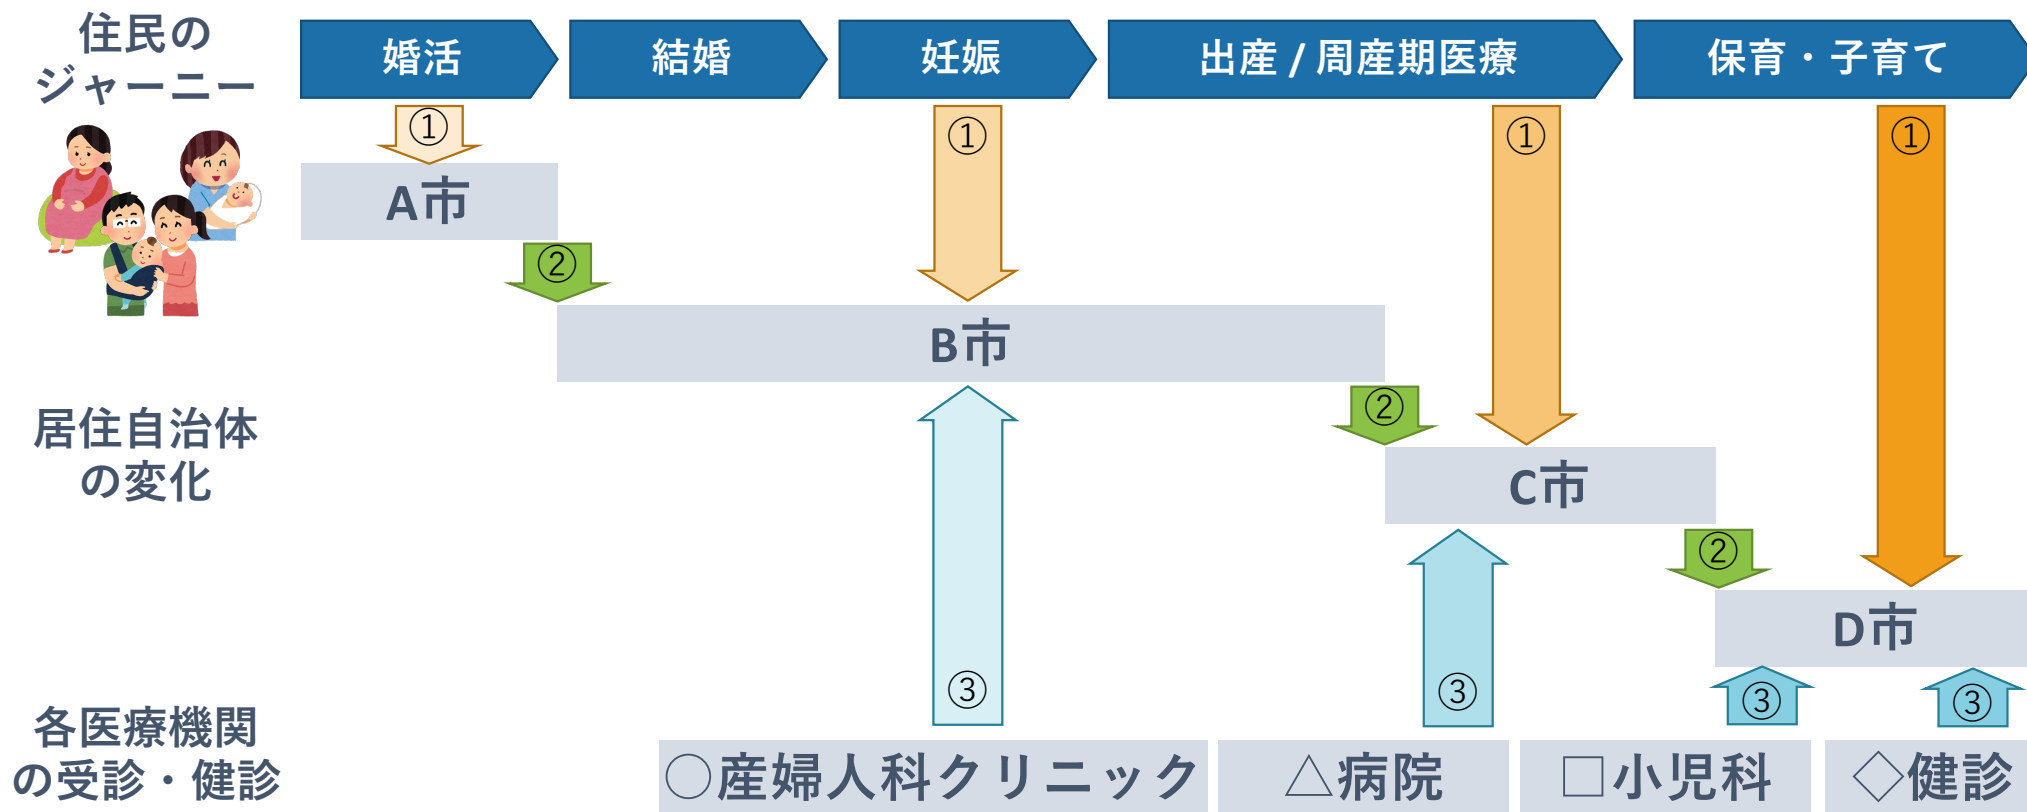 住民の
ジャーニー
婚活
結婚
妊娠
出産 / 周産期医療
保育・子育て
①
①
①
①
A市
②
B市
②
居住自治体
の変化
C市
②
D市
③
③
③
③
各医療機関
の受診・健診
○産婦人科クリニック
△病院
□小児科
◇健診